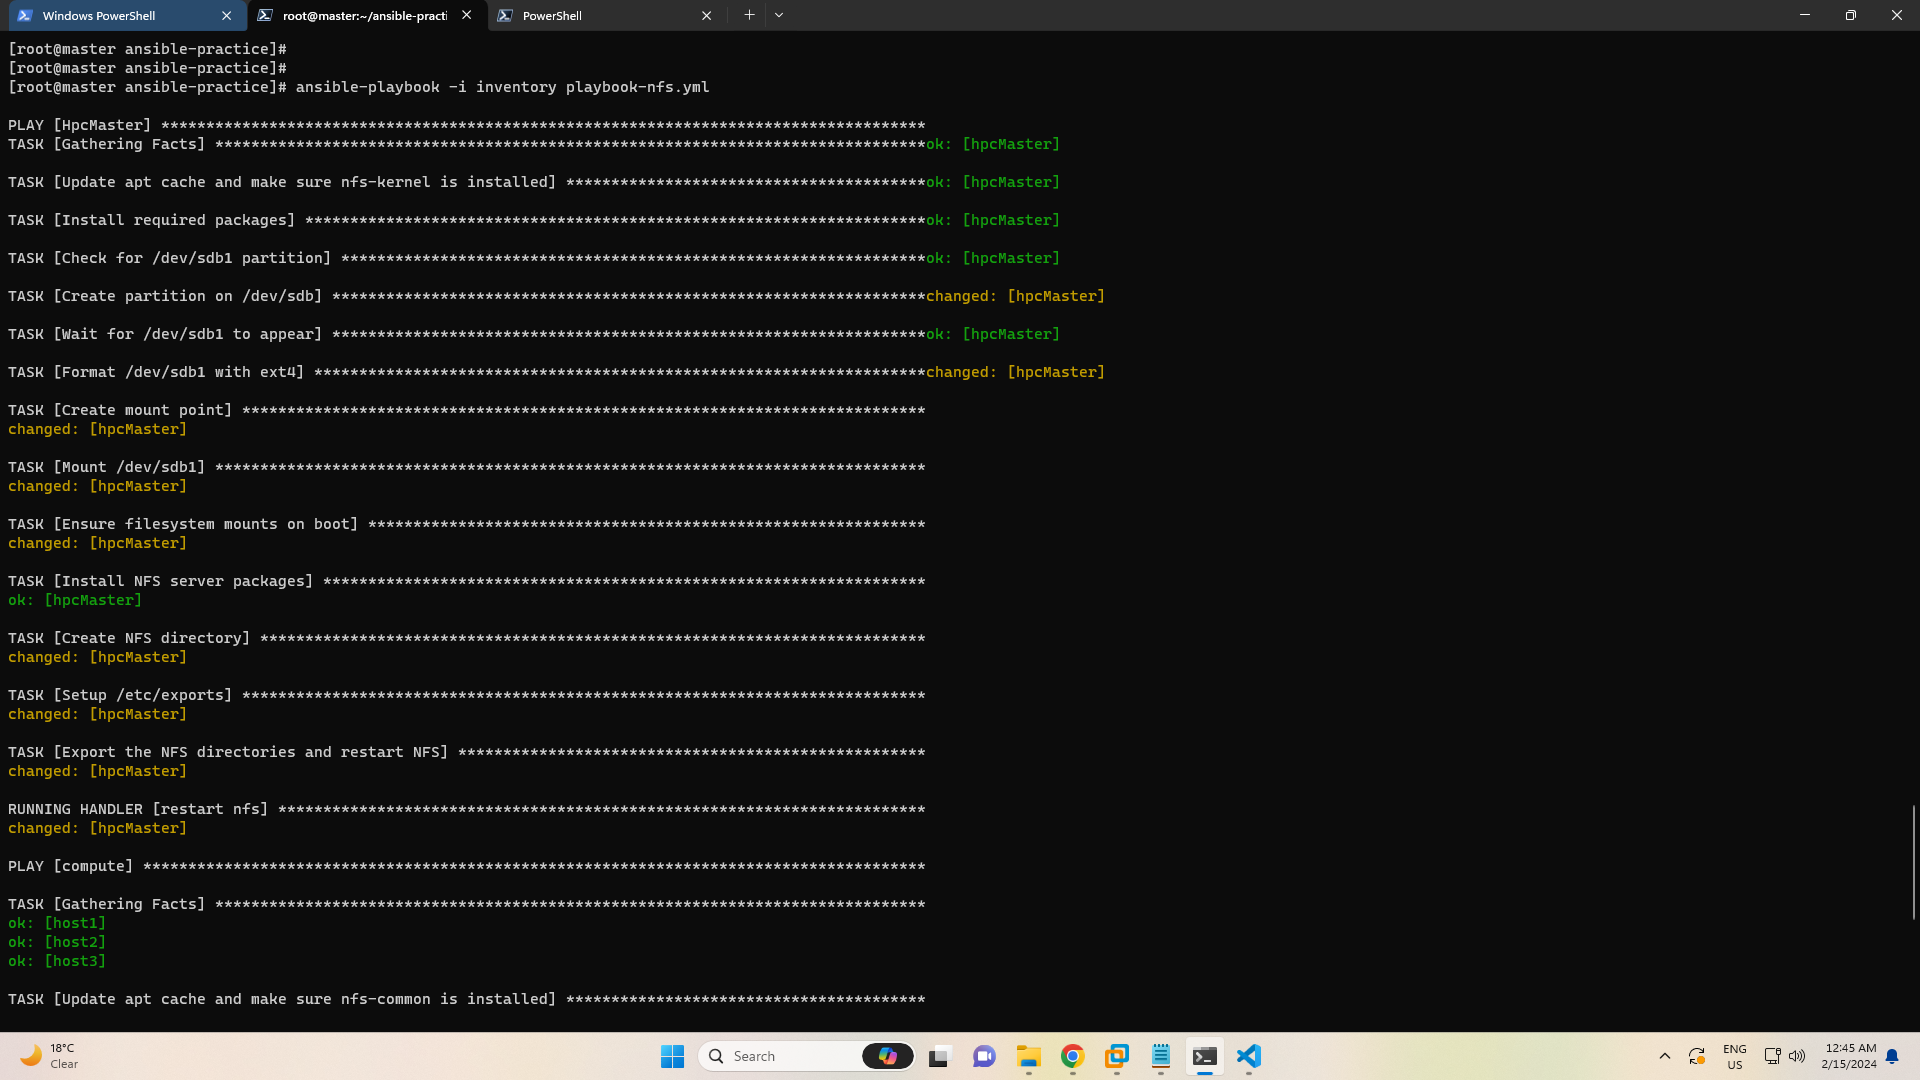 Windows PowerShell
root@master:~/ansible-practi
PowerShell
[root@master ansible-practice]#
[root@master ansible-practice]#
[root@master ansible-practice]# ansible-playbook -i inventory playbook-nfs.yml
PLAY [HpcMaster] *************************************************************************************
TASK [Gathering Facts] *******************************************************************************ok: [hpcMaster]
TASK [Update apt cache and make sure nfs-kernel is installed] ****************************************ok: [hpcMaster]
TASK [Install required packages] *********************************************************************ok: [hpcMaster]
TASK [Check for /dev/sdb1 partition] *****************************************************************ok: [hpcMaster]
TASK [Create partition on /dev/sdb] ******************************************************************changed: [hpcMaster]
TASK [Wait for /dev/sdb1 to appear] ******************************************************************ok: [hpcMaster]
TASK [Format /dev/sdb1 with ext4] ********************************************************************changed: [hpcMaster]
TASK [Create mount point] ****************************************************************************
changed: [hpcMaster]
TASK [Mount /dev/sdb1] *******************************************************************************
changed: [hpcMaster]
TASK [Ensure filesystem mounts on boot] **************************************************************
changed: [hpcMaster]
TASK [Install NFS server packages] *******************************************************************
ok: [hpcMaster]
TASK [Create NFS directory] **************************************************************************
changed: [hpcMaster]
TASK [Setup /etc/exports] ****************************************************************************
changed: [hpcMaster]
TASK [Export the NFS directories and restart NFS] ****************************************************
changed: [hpcMaster]
RUNNING HANDLER [restart nfs] ************************************************************************
changed: [hpcMaster]
PLAY [compute] ***************************************************************************************
TASK [Gathering Facts] *******************************************************************************
ok: [host1]
ok: [host2]
ok: [host3]
TASK [Update apt cache and make sure nfs-common is installed] ****************************************
18°C
Clear
Search
ENG
US
12:45 AM
2/15/2024